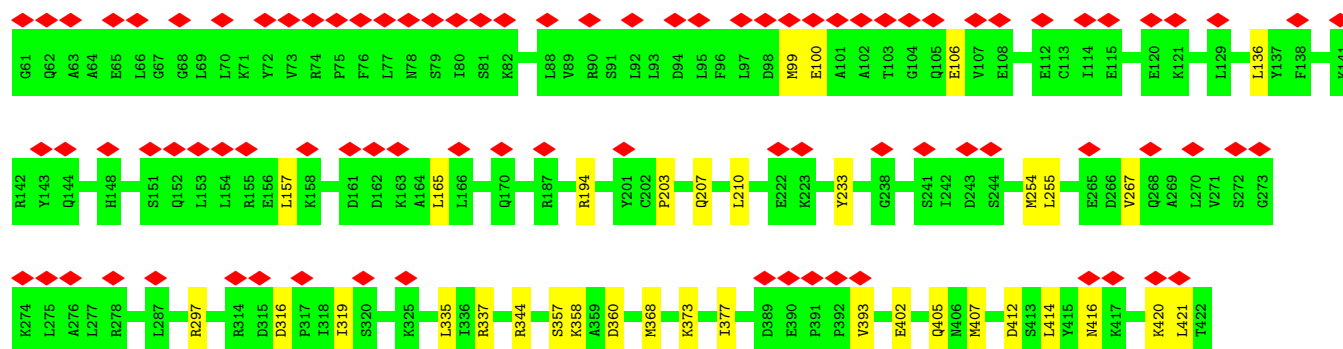 G61 Q62 A63 A64 E65 L66 G67 G68 L69 L70 K71 Y72 V73 R74 P75 F76 L77 N78 S79 I80 S81 K82 L88 V89 R90 S91 L92 L93 D94 L95 F96 L97 D98 M99 E100 A101 A102 T103 G104 Q105 E106 V107 E108 E112 C113 I114 E115 E120 K121 L129 L136 Y137 F138 K141
R142 Y143 Q144 H148 S151 Q152 L153 L154 R155 E156 L157 K158 D161 D162 K163 A164 L165 L166 Q170 R187 R194 Y201 C202 P203 Q207 L210 E222 K223 Y233 G238 S241 I242 D243 S244 M254 L255 E265 D266 V267 Q268 A269 L270 V271 S272 G273
K274 L275 A276 L277 R278 L287 R297 R314 D315 D316 P317 I318 I319 S320 K325 L335 I336 R337 R344 S357 K358 A359 D360 M368 K373 I377 D389 E390 P391 P392 V393 E402 Q405 N406 M407 D412 S413 L414 Y415 N416 K417 K420 L421 T422